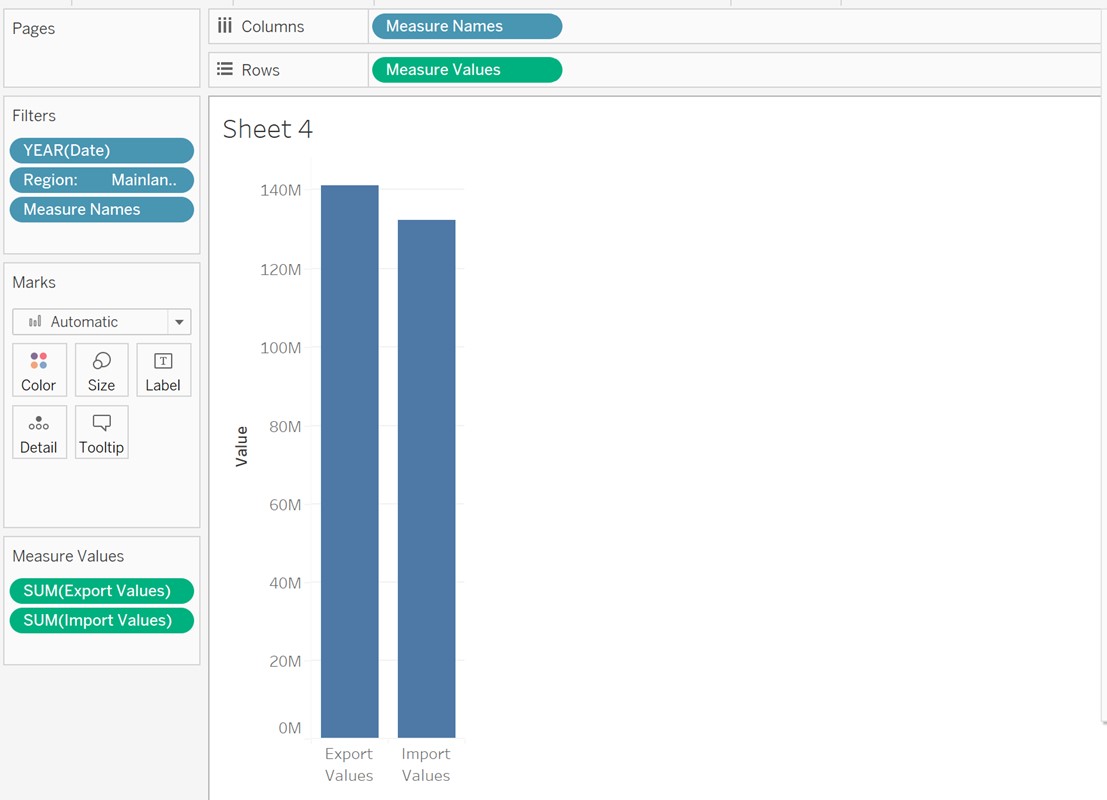 Pages
Columns
Measure Names
Rows
Measure Values
Filters
YEAR(Date)
Region: Mainlan..
Measure Names
Marks
Automatic
Color
Size
Label
Detail
Tooltip
Measure Values
SUM(Export Values)
SUM(Import Values)
Sheet 4
Value
140M
120M
100M
80M
60M
40M
20M
0M
Export
Values
Import
Values